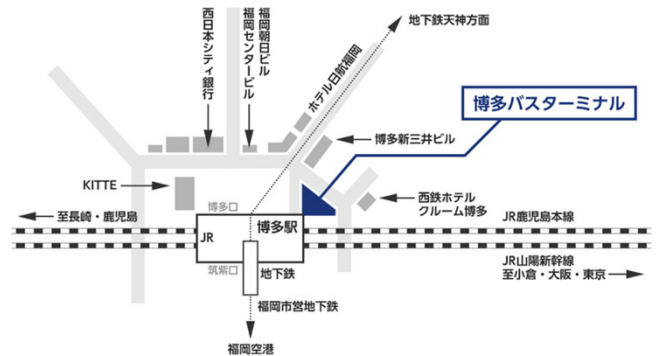 西日本シティ銀行
福岡センタービル
福岡朝日ビル
ホテル日航福岡
地下鉄天神方面
博多バスターミナル
博多新三井ビル
KITTE
西鉄ホテル
クルーム博多
博多口
至長崎・鹿児島
JR
博多駅
JR鹿児島本線
筑紫口
地下鉄
JR山陽新幹線
至小倉・大阪・東京
福岡市営地下鉄
福岡空港